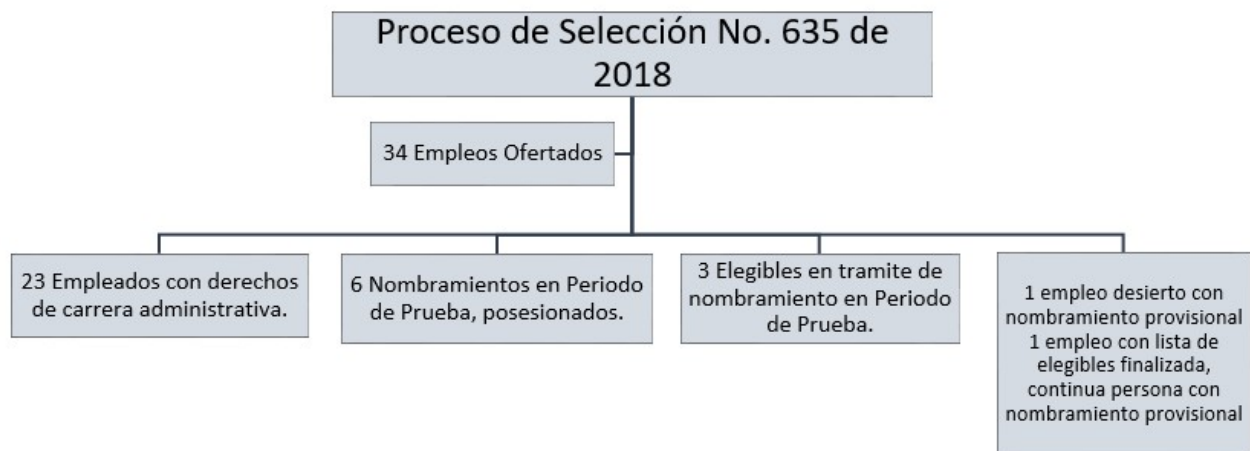 Proceso de Selección No. 635 de
2018
34 Empleos Ofertados
23 Empleados con derechos
de carrera administrativa.
6 Nombramientos en Periodo
de Prueba, posesionados.
3 Elegibles en tramite de
nombramiento en Periodo
de Prueba.
1 empleo desierto con
nombramiento provisional
1 empleo con lista de
elegibles finalizada,
continua persona con
nombramiento provisional